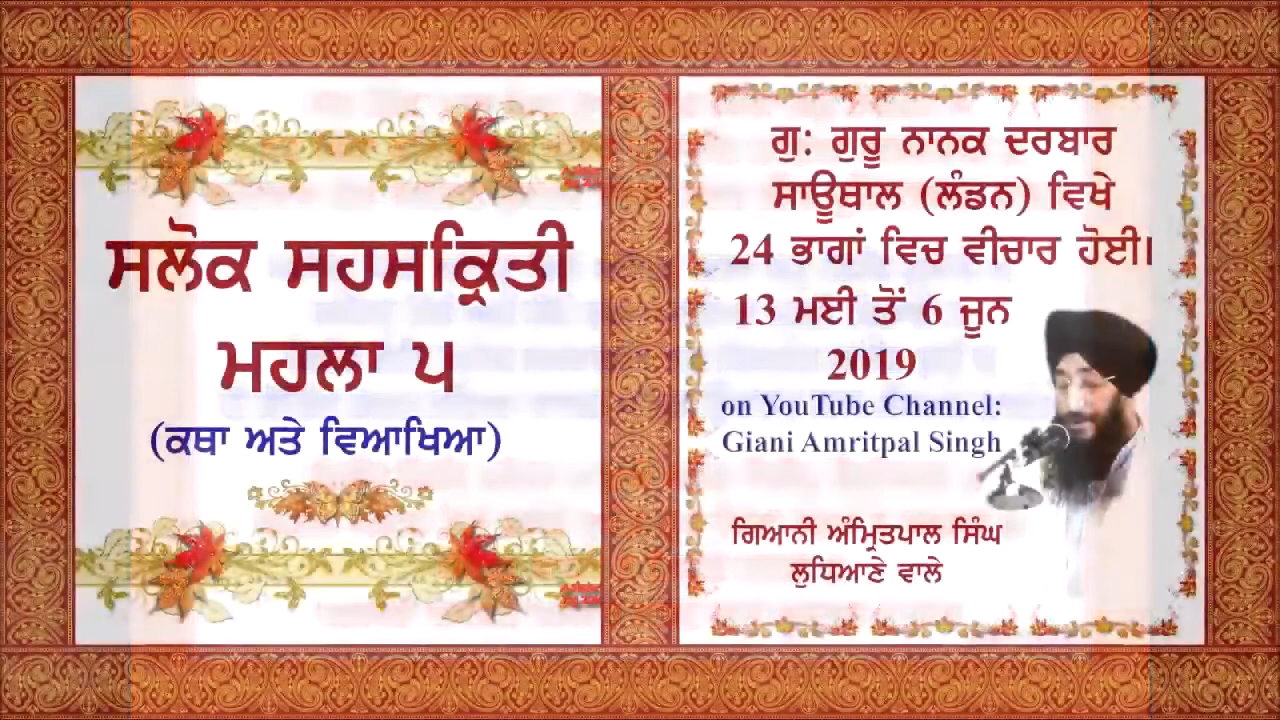 ਸਲੋਕ ਸਹਸਕ੍ਰਿਤੀ
ਮਹਲਾ ੫
(ਕਥਾ ਅਤੇ ਵਿਆਖਿਆ)
ਗੁ: ਗੁਰੂ ਨਾਨਕ ਦਰਬਾਰ
ਸਾਊਥਾਲ (ਲੰਡਨ) ਵਿਖੇ
24 ਭਾਗਾਂ ਵਿਚ ਵੀਚਾਰ ਹੋਈ।
13 ਮਈ ਤੋਂ 6 ਜੂਨ
2019
on YouTube Channel:
Giani Amritpal Singh
ਗਿਆਨੀ ਅੰਮ੍ਰਿਤਪਾਲ ਸਿੰਘ
ਲੁਧਿਆਣੇ ਵਾਲੇ